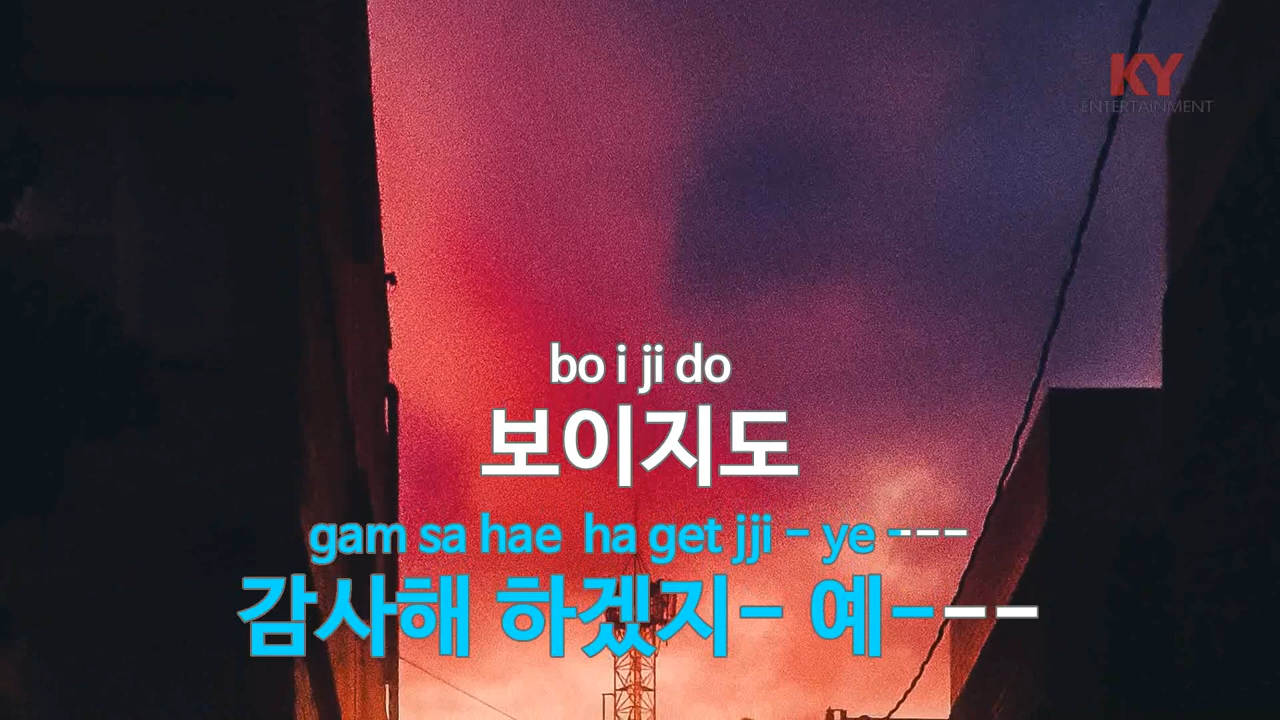 KY
ENTERTAINMENT
bo i ji do
보이지도
gam sa hae ha get jji - ye ----
감사해 하겠지- 예---